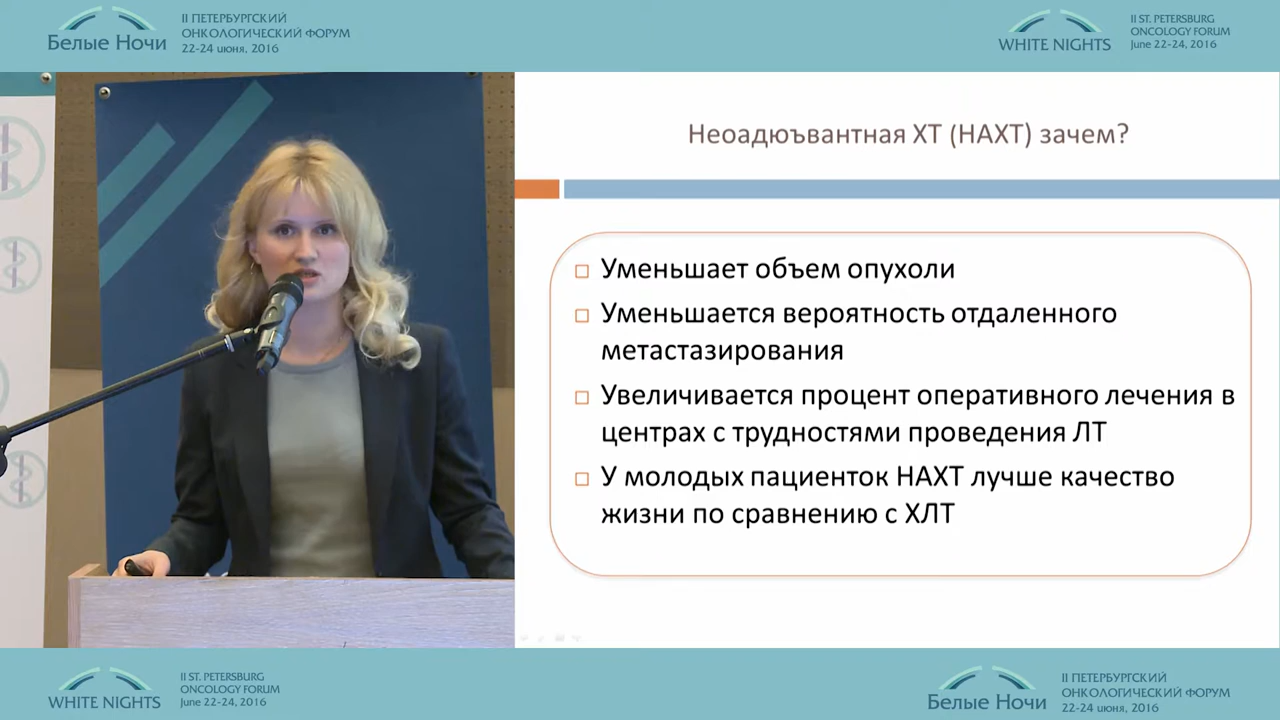 Белые Ночи
II ПЕТЕРБУРГСКИЙ
ОНКОЛОГИЧЕСКИЙ ФОРУМ
22-24 июня, 2016
WHITE NIGHTS
II ST. PETERSBURG
ONCOLOGY FORUM
June 22-24, 2016
Неоадюъвантная ХТ (НАХТ) зачем?
Уменьшает объем опухоли
Уменьшается вероятность отдаленного
метастазирования
Увеличивается процент оперативного лечения в
центрах с трудностями проведения ЛТ
У молодых пациенток НАХТ лучше качество
жизни по сравнению с ХЛТ
WHITE NIGHTS
II ST. PETERSBURG
ONCOLOGY FORUM
June 22-24, 2016
Белые Ночи
II ПЕТЕРБУРГСКИЙ
ОНКОЛОГИЧЕСКИЙ ФОРУМ
22-24 июня, 2016